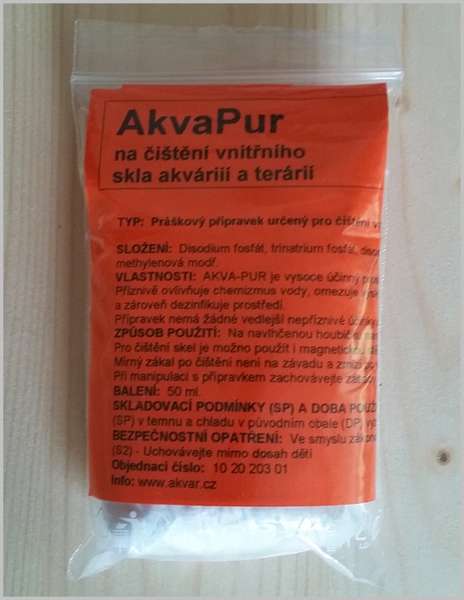 AkvaPur
na čištění vnitřního
skla akvárií a terárií
TYP: Práškový přípravek určený pro čištění
SLOŽENÍ: Disodium fosfát, trinatrium fosfát,
methylenová modř.
VLASTNOSTI: AKVA-PUR je vysoce účinný
Příznivě ovlivňuje chemizmus vody, omezuje
a zároveň dezinfikuje prostředí.
Přípravek nemá žádné vedlejší nepříznivé
ZPŮSOB POUŽITÍ: Na navlhčenou
Pro čištění skel je možno použít i
Mírný zákal po čištění není na závadu a
Při manipulaci s přípravkem zachovávejte
BALENÍ: 50 ml.
SKLADOVACÍ PODMÍNKY (SP) A DOBA
(SP) v temnu a chladu v původním obale (DP)
BEZPEČNOSTNÍ OPATŘENÍ: Ve smyslu
(S2) - Uchovávejte mimo dosah dětí
Objednací číslo: 10 20 203 01
Info: www.akvar.cz